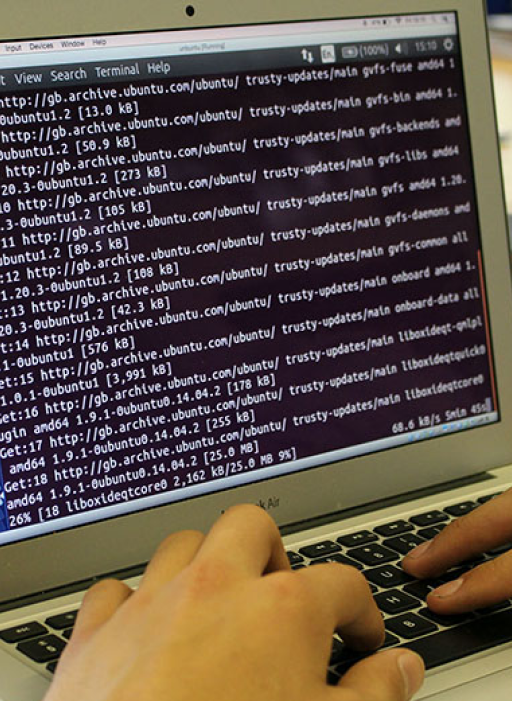 Input Devices Window Help
ubuntu [Running]
View Search Terminal Help
En
(100%)
15:10
http://gb.archive.ubuntu.com/ubuntu/ trusty-updates/main gvfs-fuse amd64 1
0ubuntu1.2 [13.0 kB]
http://gb.archive.ubuntu.com/ubuntu/ trusty-updates/main gvfs-bin amd64 1.
ubuntu1.2 [50.9 kB]
http://gb.archive.ubuntu.com/ubuntu/ trusty-updates/main gvfs-backends amd
20.3-0ubuntu1.2 [273 kB]
0 http://gb.archive.ubuntu.com/ubuntu/ trusty-updates/main gvfs-libs amd64
.3-0ubuntu1.2 [105 kB]
11 http://gb.archive.ubuntu.com/ubuntu/ trusty-updates/main gvfs amd64 1.20.
ubuntu1.2 [89.5 kB]
:12 http://gb.archive.ubuntu.com/ubuntu/ trusty-updates/main gvfs-daemons amd
1.20.3-0ubuntu1.2 [108 kB]
t:13 http://gb.archive.ubuntu.com/ubuntu/ trusty-updates/main gvfs-common all
20.3-0ubuntu1.2 [42.3 kB]
t:14 http://gb.archive.ubuntu.com/ubuntu/ trusty-updates/main onboard amd64 1.
.1-0ubuntu1 [576 kB]
et:15 http://gb.archive.ubuntu.com/ubuntu/ trusty-updates/main onboard-data all
1.0.1-0ubuntu1 [3,991 kB]
Get:16 http://gb.archive.ubuntu.com/ubuntu/ trusty-updates/main liboxideqt-qmlpl
ugin amd64 1.9.1-0ubuntu0.14.04.2 [178 kB]
Get:17 http://gb.archive.ubuntu.com/ubuntu/ trusty-updates/main liboxideqtquick0
amd64 1.9.1-0ubuntu0.14.04.2 [255 kB]
Get:18 http://gb.archive.ubuntu.com/ubuntu/ trusty-updates/main liboxideqtcore0
amd64 1.9.1-0ubuntu0.14.04.2 [25.0 MB]
26% [18 liboxideqtcore0 2,162 kB/25.0 MB 9%] 68.6 kB/s 5min 45s
Air